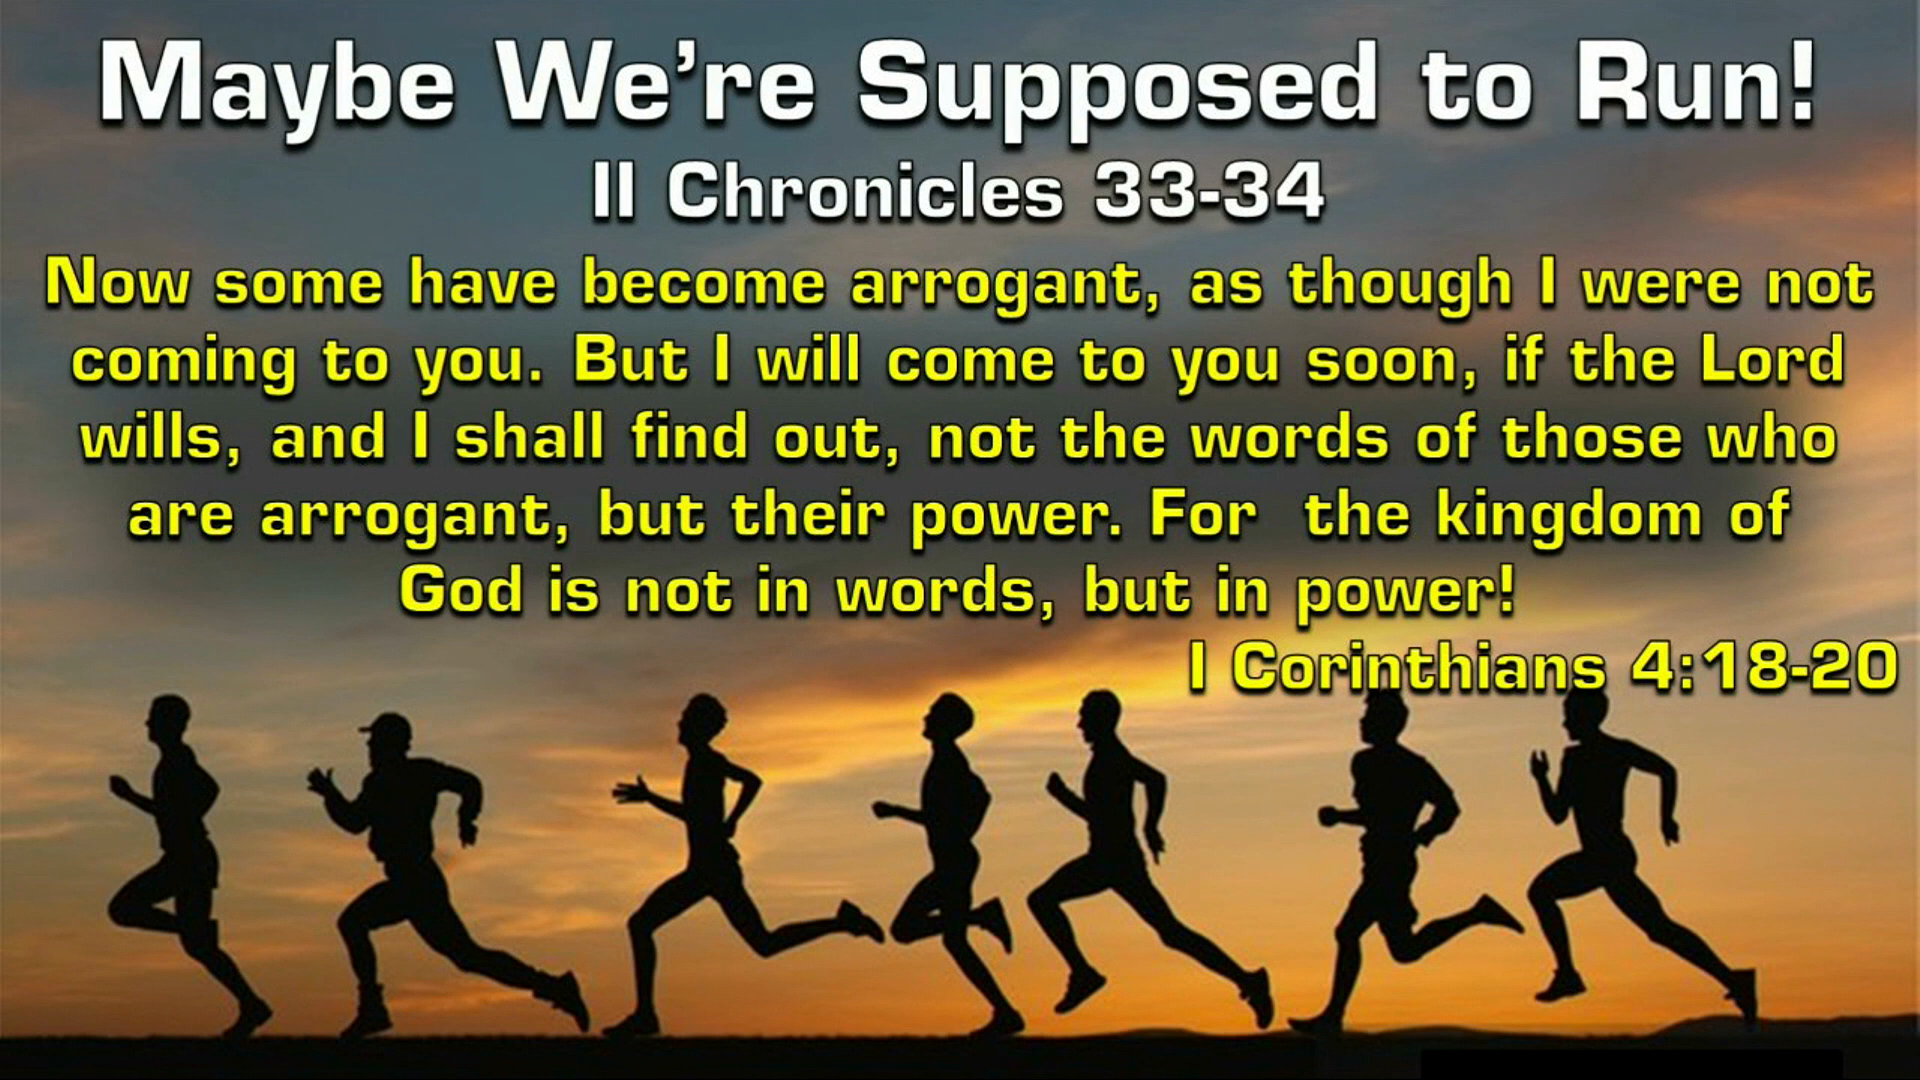 Maybe We're Supposed to Run!
II Chronicles 33-34
Now some have become arrogant, as though I were not
coming to you. But I will come to you soon, if the Lord
wills, and I shall find out, not the words of those who
are arrogant, but their power. For the kingdom of
God is not in words, but in power!
I Corinthians 4:18-20